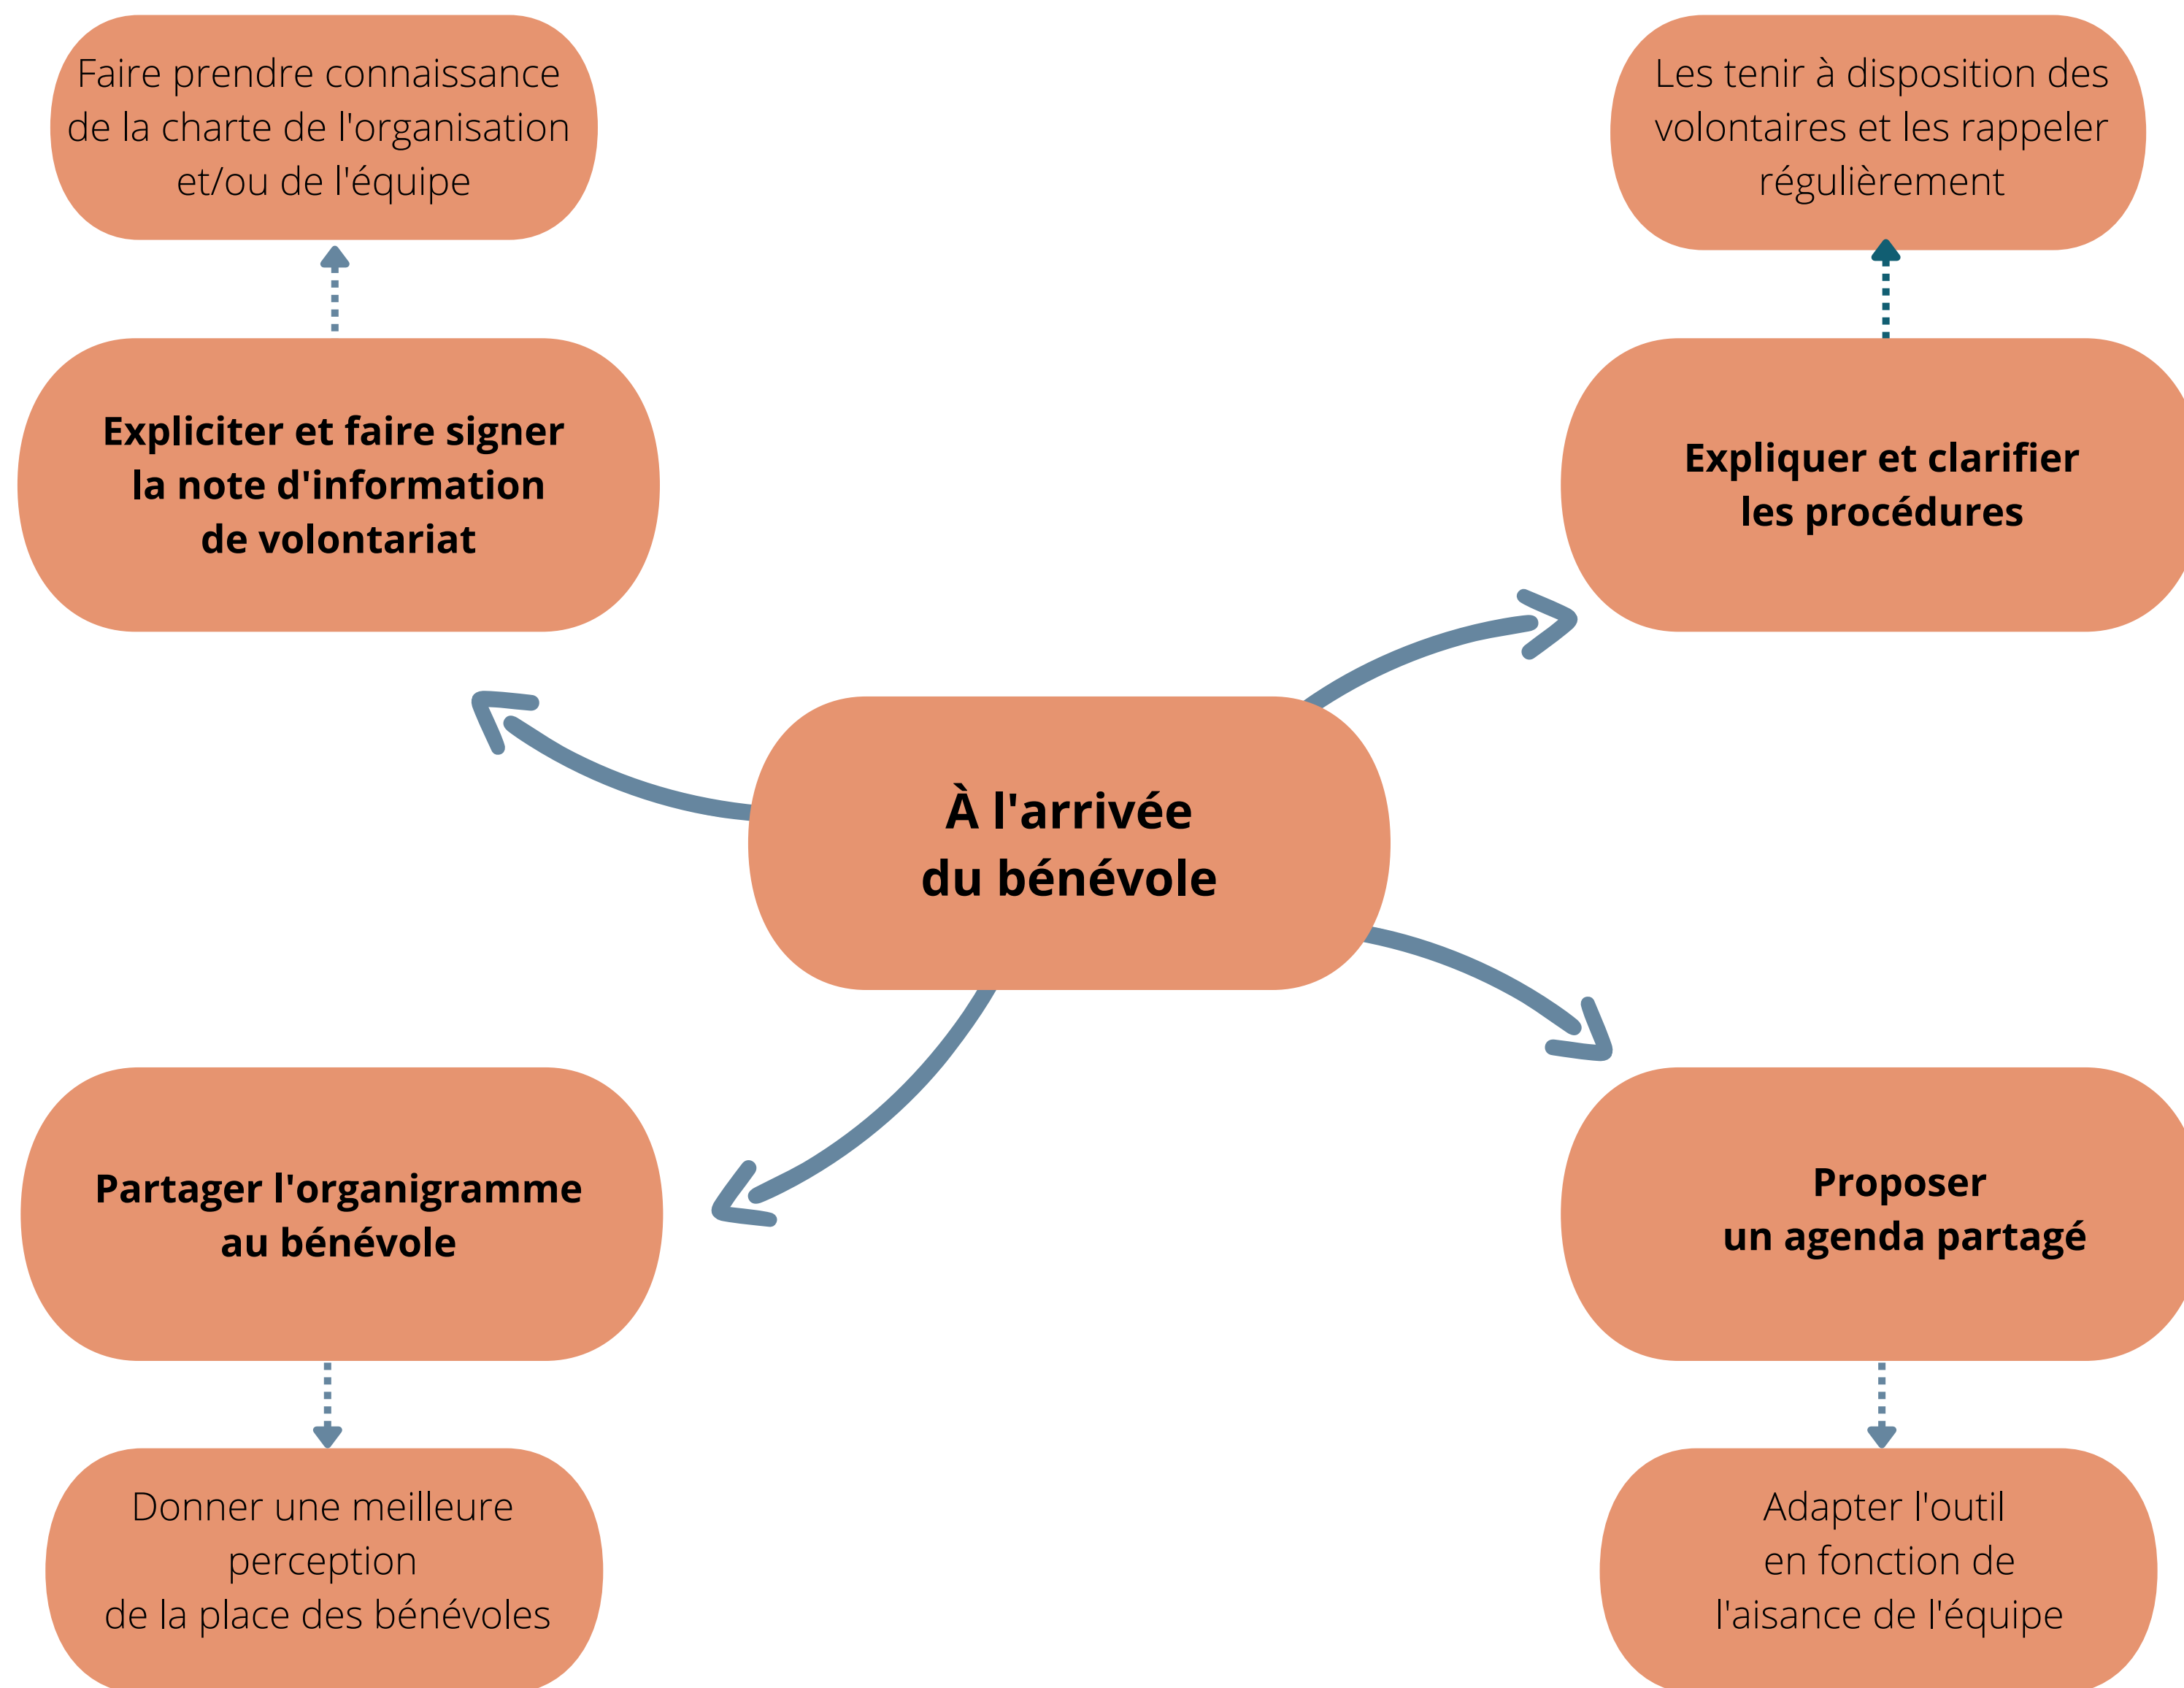 Faire prendre connaissance
de la charte de l'organisation
et/ou de l'équipe
Les tenir à disposition des
volontaires et les rappeler
régulièrement
Expliciter et faire signer
la note d'information
de volontariat
Expliquer et clarifier
les procédures
À l'arrivée
du bénévole
Partager l'organigramme
au bénévole
Proposer
un agenda partagé
Donner une meilleure
perception
de la place des bénévoles
Adapter l'outil
en fonction de
l'aisance de l'équipe